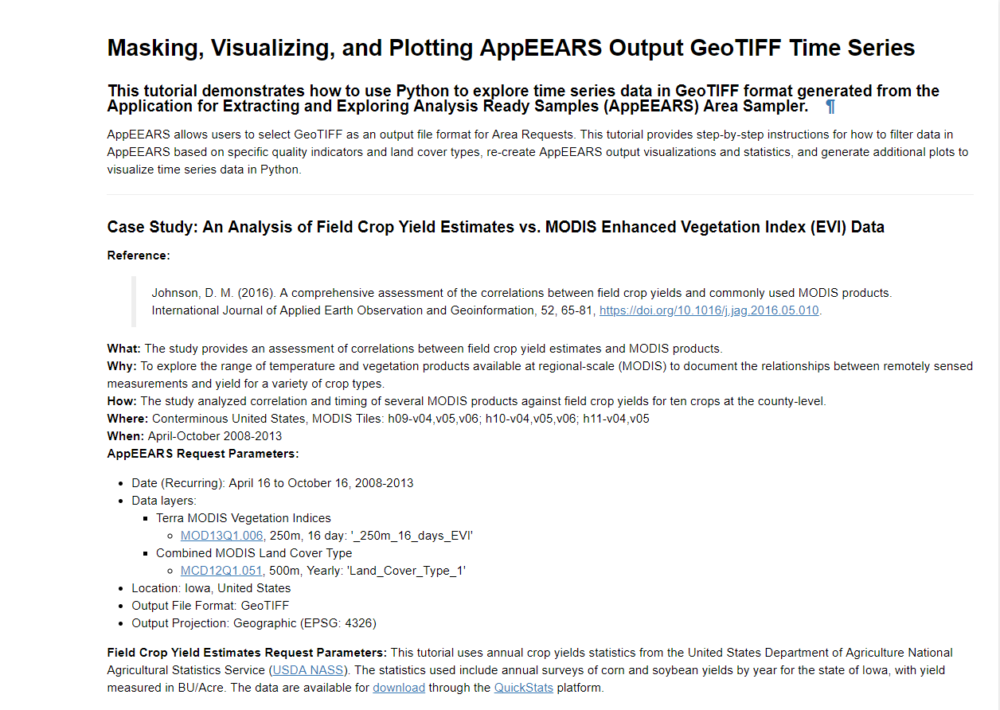 Masking, Visualizing, and Plotting AppEEARS Output GeoTIFF Time Series
This tutorial demonstrates how to use Python to explore time series data in GeoTIFF format generated from the
Application for Extracting and Exploring Analysis Ready Samples (AppEEARS) Area Sampler. ¶
AppEEARS allows users to select GeoTIFF as an output file format for Area Requests. This tutorial provides step-by-step instructions for how to filter data in
AppEEARS based on specific quality indicators and land cover types, re-create AppEEARS output visualizations and statistics, and generate additional plots to
visualize time series data in Python.
Case Study: An Analysis of Field Crop Yield Estimates vs. MODIS Enhanced Vegetation Index (EVI) Data
Reference:
Johnson, D. M. (2016). A comprehensive assessment of the correlations between field crop yields and commonly used MODIS products.
International Journal of Applied Earth Observation and Geoinformation, 52, 65-81, https://doi.org/10.1016/j.jag.2016.05.010.
What: The study provides an assessment of correlations between field crop yield estimates and MODIS products.
Why: To explore the range of temperature and vegetation products available at regional-scale (MODIS) to document the relationships between remotely sensed
measurements and yield for a variety of crop types.
How: The study analyzed correlation and timing of several MODIS products against field crop yields for ten crops at the county-level.
Where: Conterminous United States, MODIS Tiles: h09-v04,v05,v06; h10-v04,v05,v06; h11-v04,v05
When: April-October 2008-2013
AppEEARS Request Parameters:
• Date (Recurring): April 16 to October 16, 2008-2013
• Data layers:
▪ Terra MODIS Vegetation Indices
◦ MOD13Q1.006, 250m, 16 day: '_250m_16_days_EVI'
▪ Combined MODIS Land Cover Type
◦ MCD12Q1.051, 500m, Yearly: 'Land_Cover_Type_1'
• Location: Iowa, United States
• Output File Format: GeoTIFF
• Output Projection: Geographic (EPSG: 4326)
Field Crop Yield Estimates Request Parameters: This tutorial uses annual crop yields statistics from the United States Department of Agriculture National
Agricultural Statistics Service (USDA NASS). The statistics used include annual surveys of corn and soybean yields by year for the state of Iowa, with yield
measured in BU/Acre. The data are available for download through the QuickStats platform.